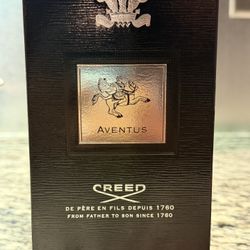 AVENTUS
CREED
DE PÈRE EN FILS DEPUIS 1760
FROM FATHER TO SON SINCE 1760